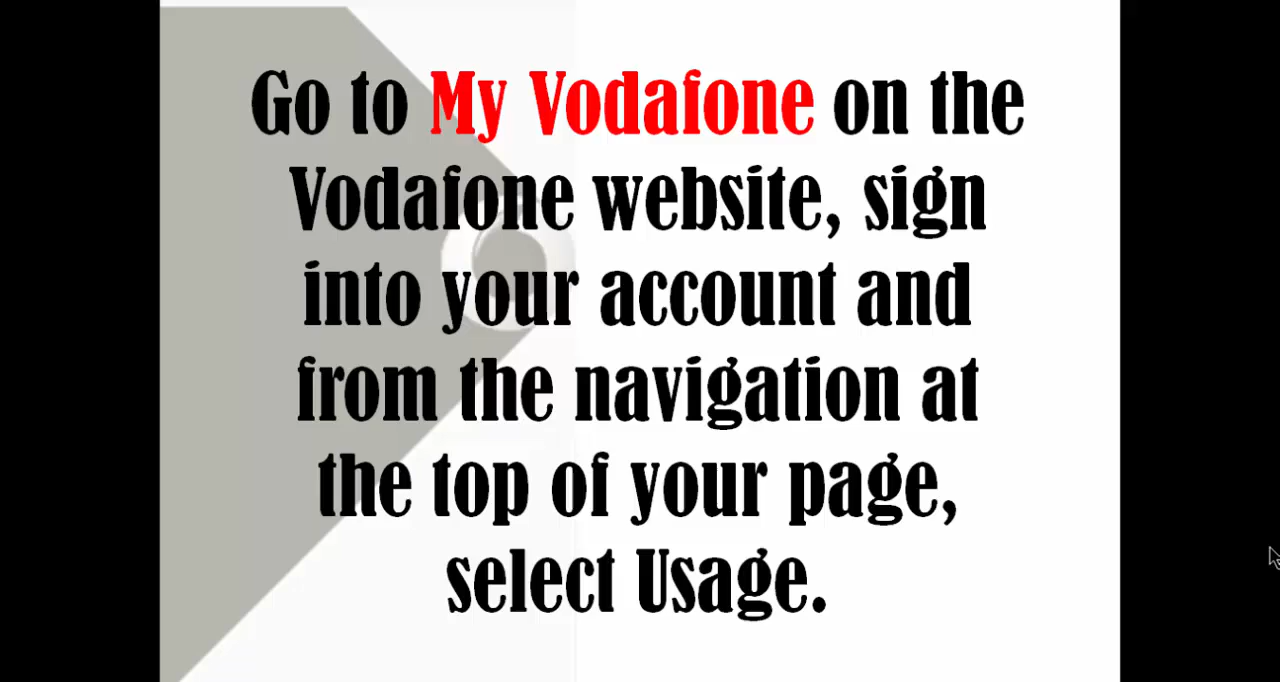 Go to My Vodafone on the
Vodafone website, sign
into your account and
from the navigation at
the top of your page,
select Usage.